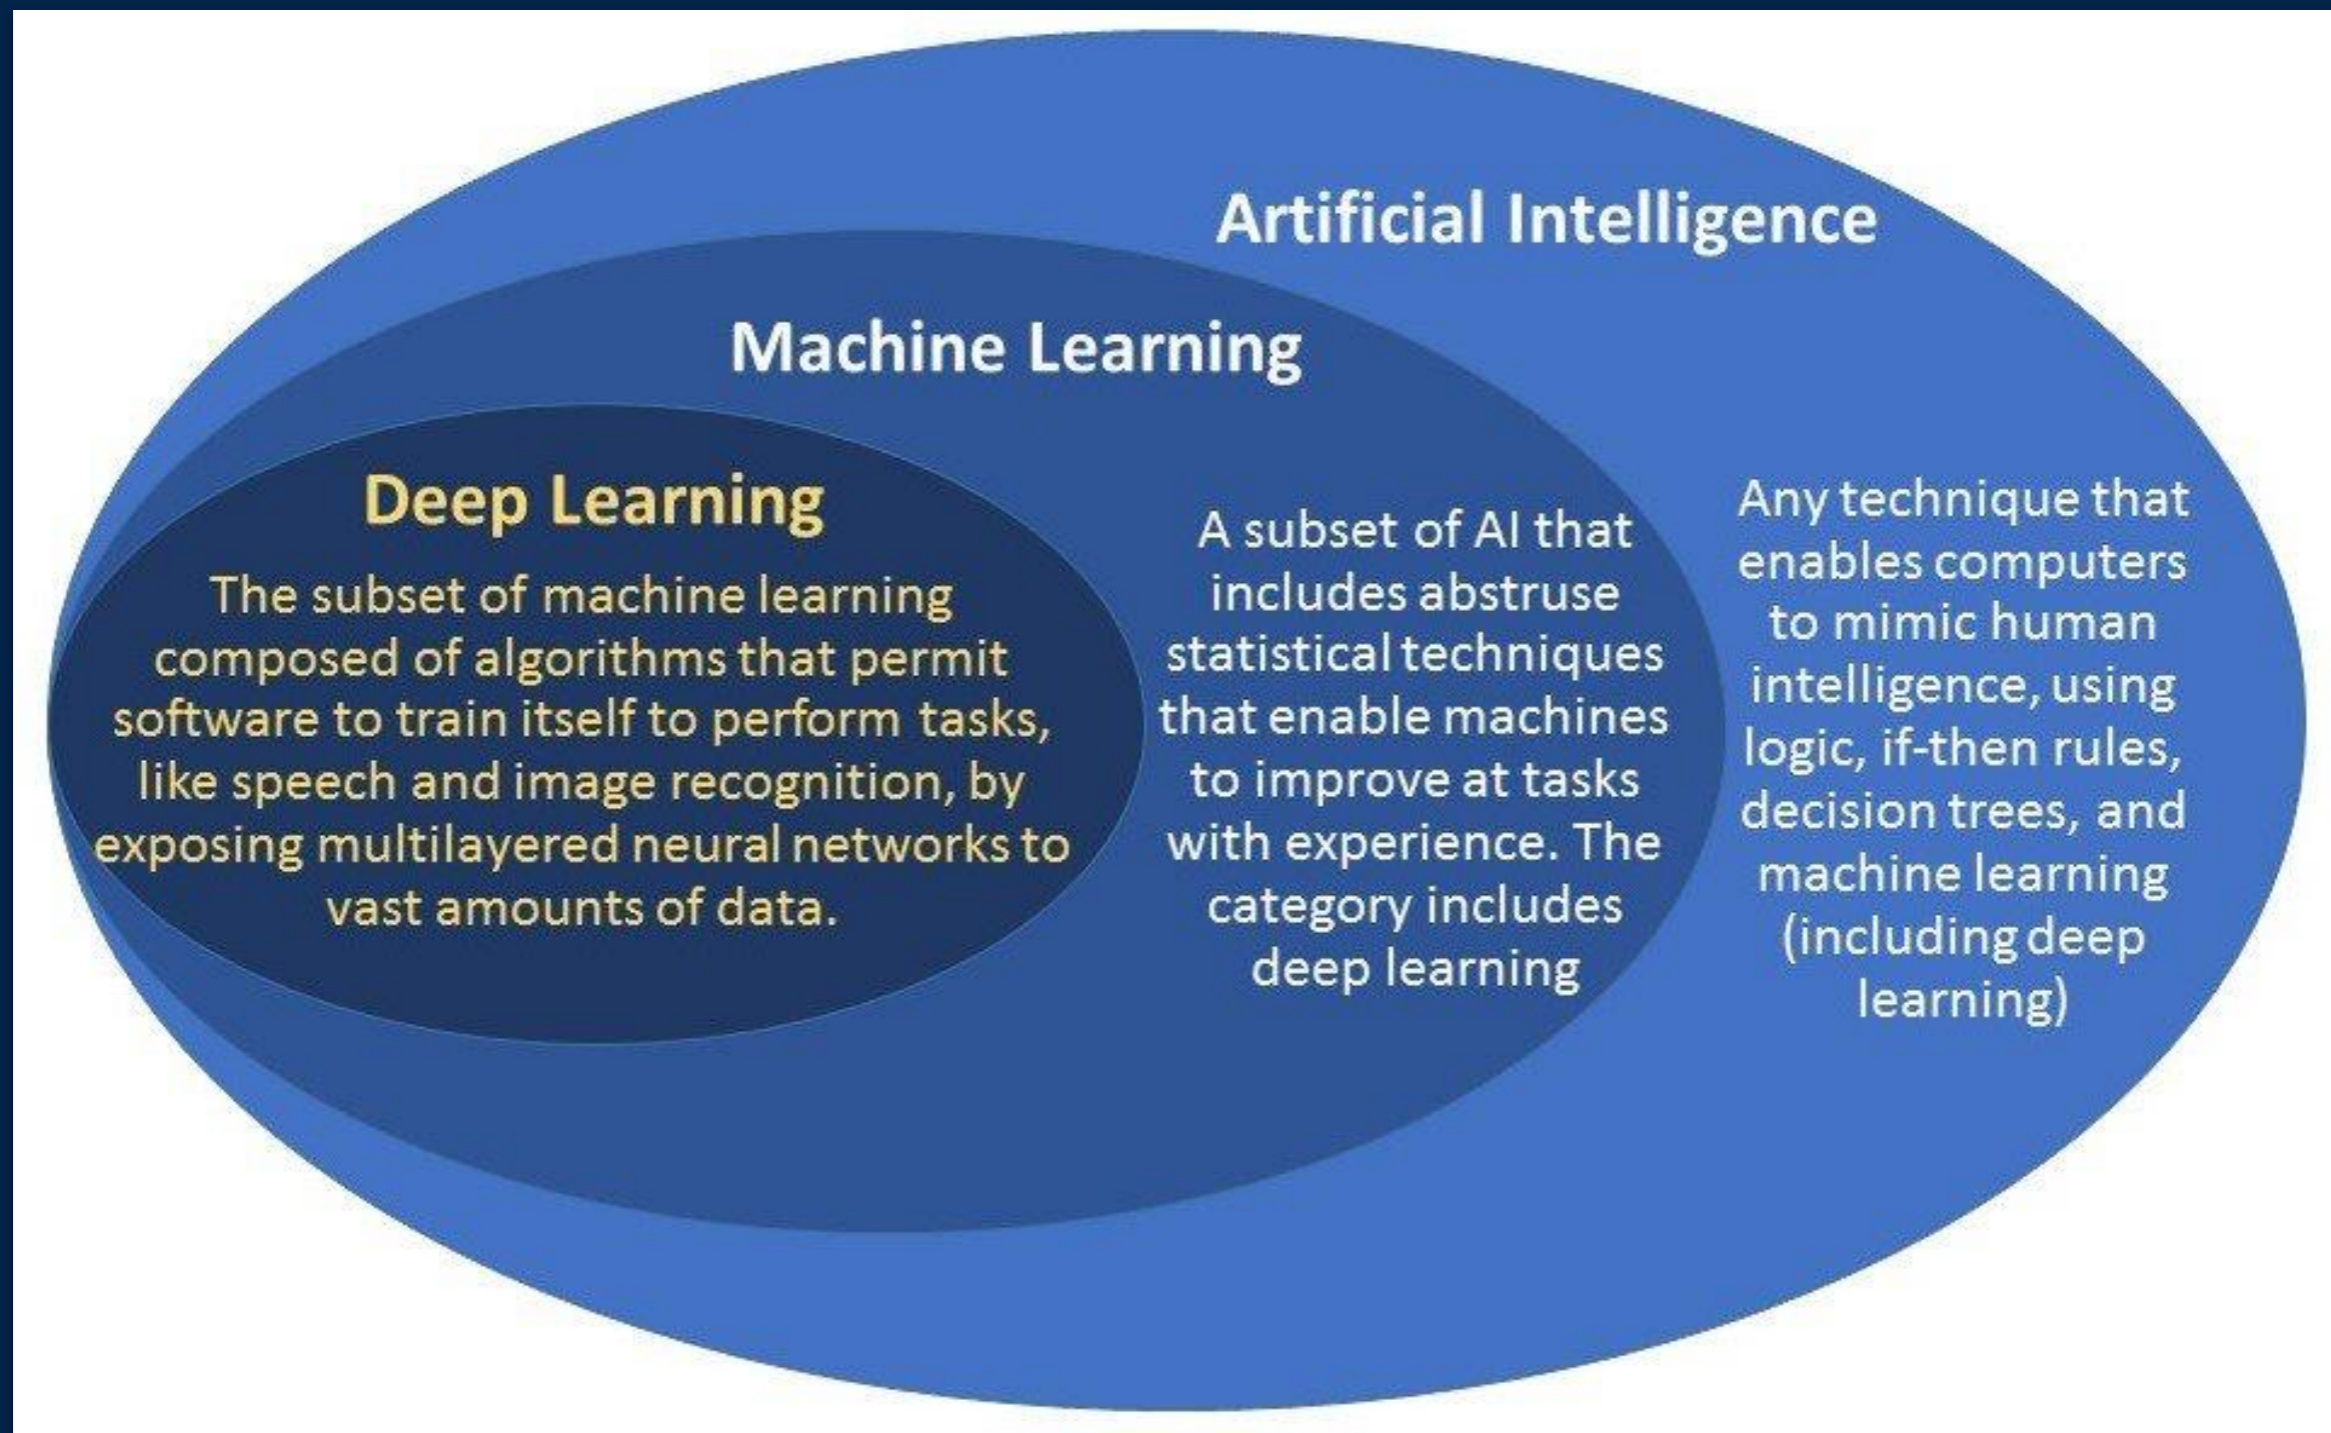 Artificial Intelligence
Machine Learning
Deep Learning
The subset of machine learning
composed of algorithms that permit
software to train itself to perform tasks,
like speech and image recognition, by
exposing multilayered neural networks to
vast amounts of data.
A subset of AI that
includes abstruse
statistical techniques
that enable machines
to improve at tasks
with experience. The
category includes
deep learning
Any technique that
enables computers
to mimic human
intelligence, using
logic, if-then rules,
decision trees, and
machine learning
(including deep
learning)